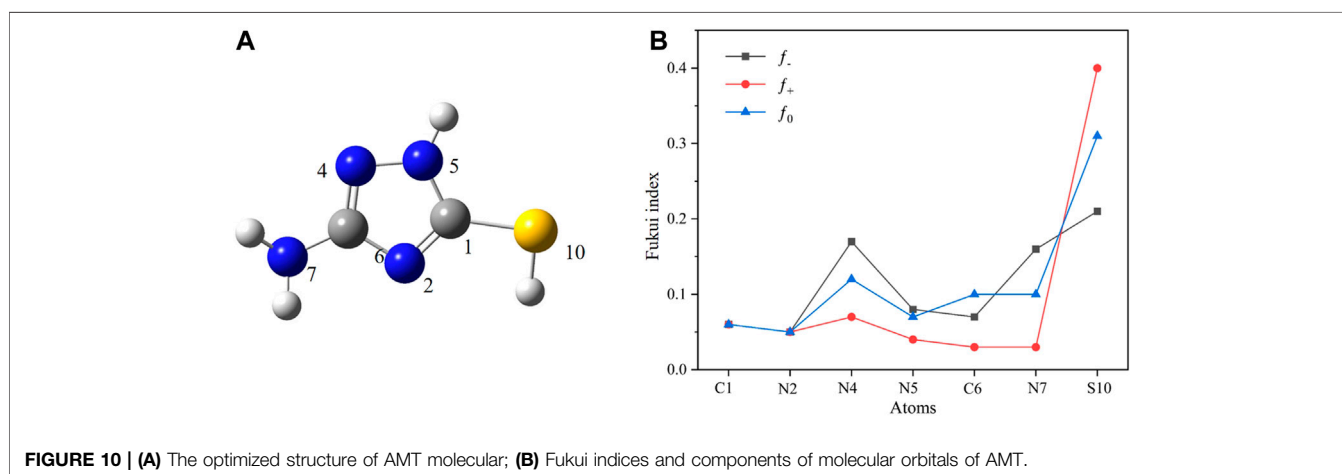 A
4
5
6
1
7
2
10
B
f-
f+
f0
Fukui index
0.4
0.3
0.2
0.1
0.0
C1 N2 N4 N5 C6 N7 S10
Atoms
FIGURE 10 | (A) The optimized structure of AMT molecular; (B) Fukui indices and components of molecular orbitals of AMT.